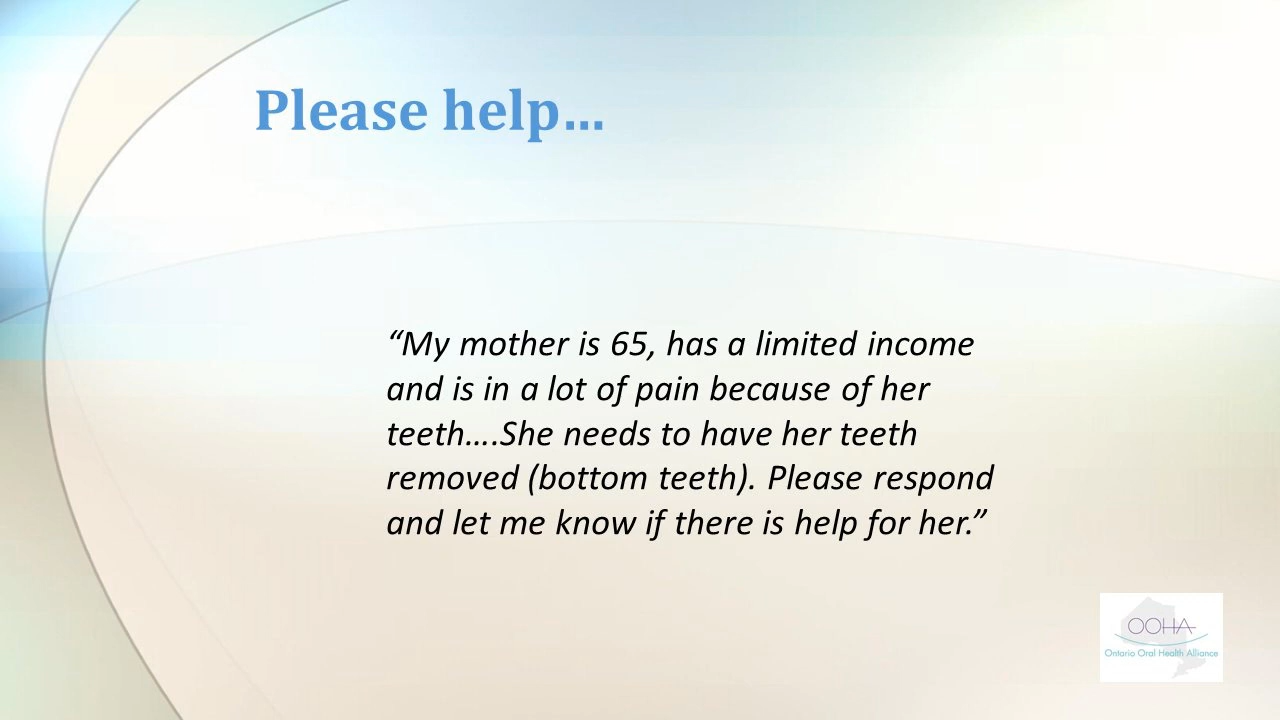 Please help…
“My mother is 65, has a limited income
and is in a lot of pain because of her
teeth….She needs to have her teeth
removed (bottom teeth). Please respond
and let me know if there is help for her.”
OOHA
Ontario Oral Health Alliance